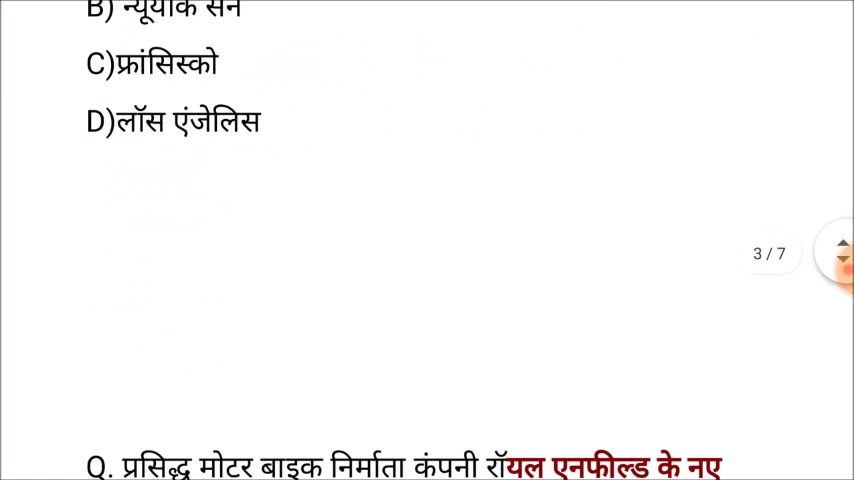 B) न्यूयॉर्क सैन
C)फ्रांसिस्को
D)लॉस एंजेलिस
3 / 7
Q. प्रसिद्ध मोटर बाइक निर्माता कंपनी रॉयल एनफील्ड के नए